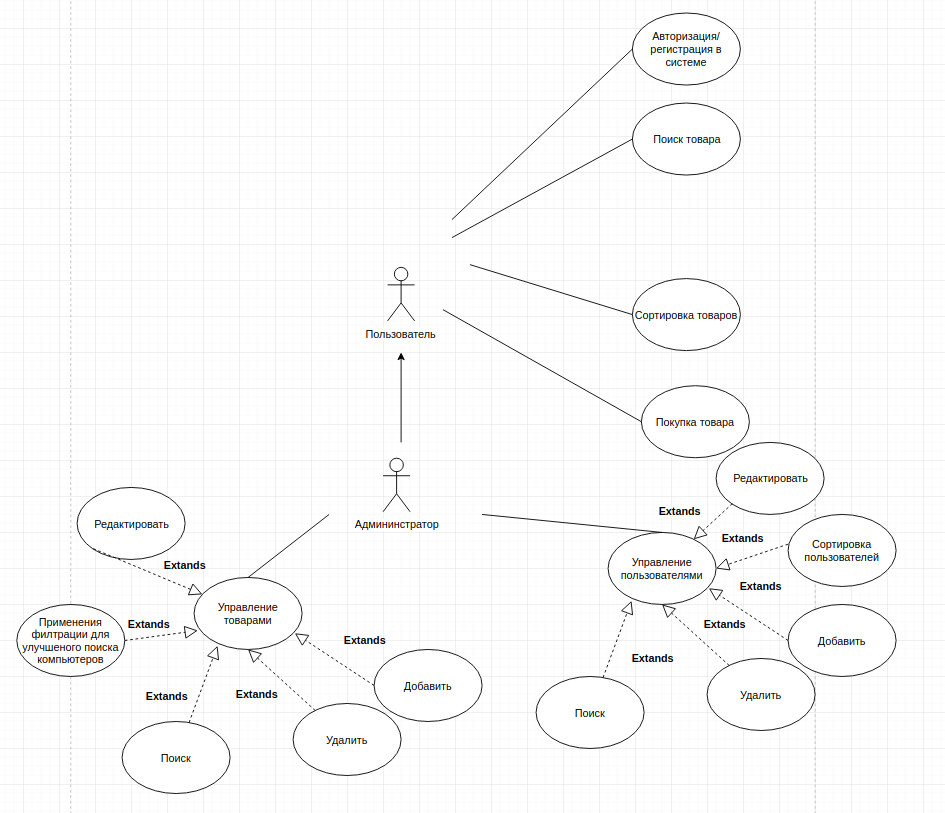 Авторизация/
регистрация в
системе
Поиск товара
Сортировка товаров
Пользователь
Покупка товара
Редактировать
Extands
Сортировка
пользователей
Extands
Админинстратор
Управление
пользователями
Extands
Добавить
Extands
Удалить
Extands
Поиск
Редактировать
Extands
Управление
товарами
Применения
филтрации для
улучшеного поиска
компьютеров
Extands
Extands
Добавить
Extands
Удалить
Extands
Поиск